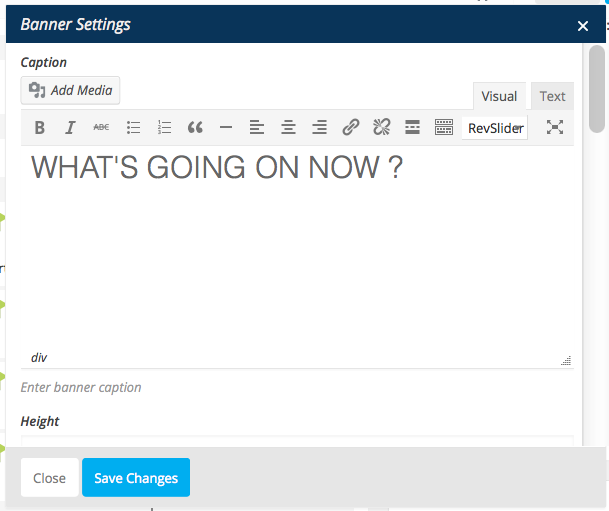 Banner Settings
Caption
Add Media
Visual Text
B I ABC RevSlider
WHAT'S GOING ON NOW ?
div
Enter banner caption
Height
Close Save Changes